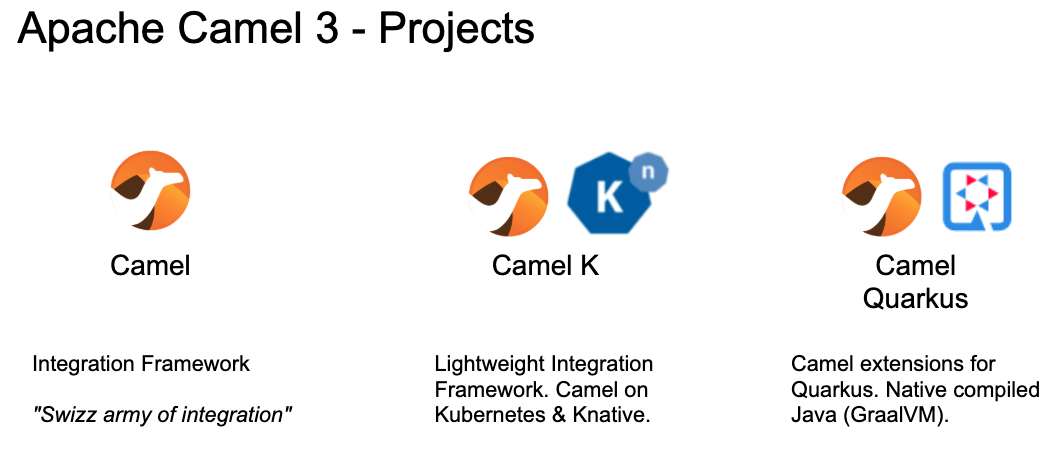 Apache Camel 3 - Projects
K
n
Camel
Camel K
Camel
Quarkus
Integration Framework
"Swizz army of integration"
Lightweight Integration
Framework. Camel on
Kubernetes & Knative.
Camel extensions for
Quarkus. Native compiled
Java (GraalVM).